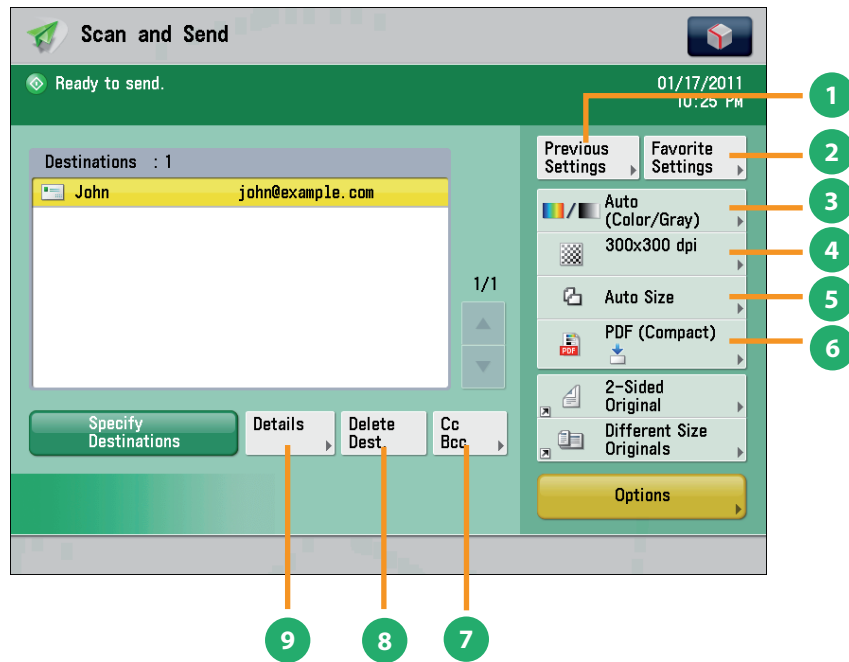 Scan and Send
Ready to send.
01/17/2011
10:25 PM
1
Previous
Settings
Favorite
Settings
2
Destinations : 1
John john@example.com
Auto
(Color/Gray)
3
300x300 dpi
4
1/1
Auto Size
5
PDF
PDF (Compact)
6
2-Sided
Original
Different Size
Originals
Specify
Destinations
Details
Delete
Dest.
Cc
Bcc
Options
9
8
7